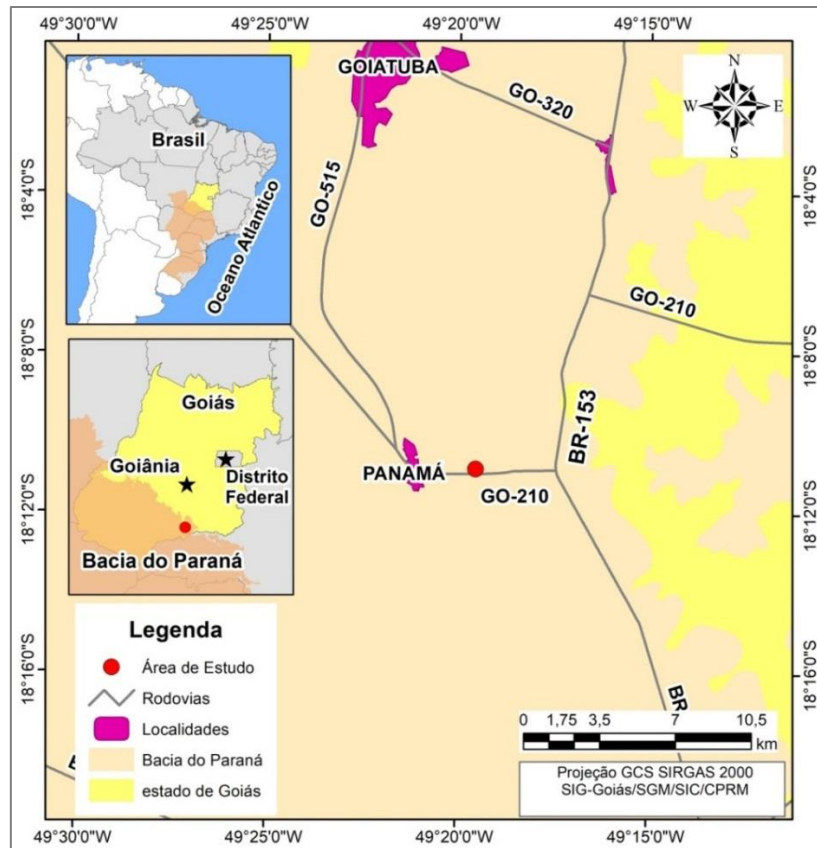 49°30'0"W 49°25'0"W 49°20'0"W 49°15'0"W
GOIATUBA
GO-320
N
W E
S
Brasil
Oceano Atlantico
GO-515
18°4'0"S
18°4'0"S
GO-210
18°8'0"S
18°8'0"S
BR-153
Goiás
Goiânia
Distrito
Federal
Bacia do Paraná
PANAMÁ
GO-210
18°12'0"S
18°12'0"S
Legenda
Área de Estudo
Rodovias
Localidades
Bacia do Paraná
estado de Goiás
18°16'0"S
18°16'0"S
BR
0 1,75 3,5 7 10,5
km
Projeção GCS SIRGAS 2000
SIG-Goiás/SGM/SIC/CPRM
49°30'0"W 49°25'0"W 49°20'0"W 49°15'0"W